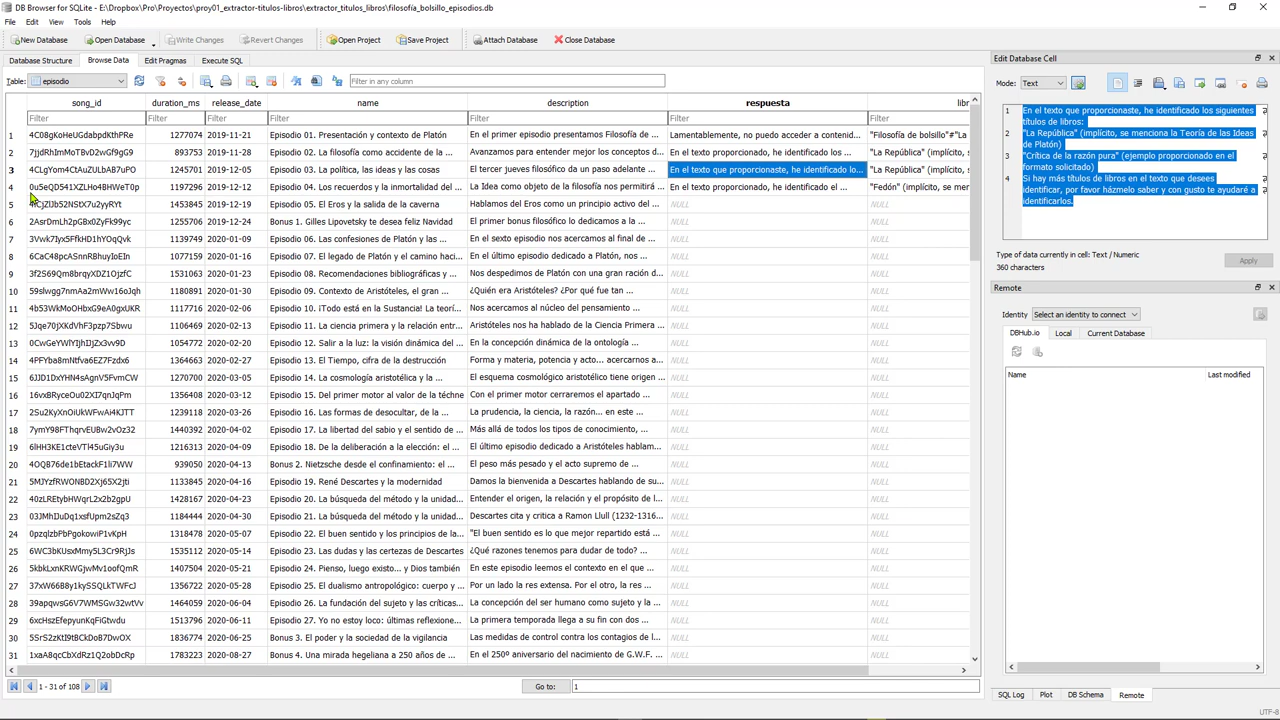 DB Browser for SQLite - E:\Dropbox\Pro\Proyectos\proy01_extractor-titulos-libros\extractor_titulos_libros\filosofía_bolsillo_episodios.db
File Edit View Tools Help
New Database Open Database Write Changes Revert Changes Open Project Save Project Attach Database Close Database
Database Structure Browse Data Edit Pragmas Execute SQL
Table: episodio Filter in any column
song_id duration_ms release_date name description respuesta libr
Filter Filter Filter Filter Filter Filter Filter
1 4C08gKoHeUGdabpdKthPRe 1277074 2019-11-21 Episodio 01. Presentación y contexto de Platón En el primer episodio presentamos Filosofía de... Lamentablemente, no puedo acceder a contenid... "Filosofía de bolsillo"#"La
2 7jjdRhImMoTBvD2wGf9gG9 893753 2019-11-28 Episodio 02. La filosofía como accidente de la ... Ansiosos para entender mejor los conceptos d... En el texto proporcionado, he identificado los ... "La República" (implícito, s
3 4CLgYom4CtAuZULbAB7uPO 1245701 2019-12-05 Episodio 03. La política, las Ideas y las cosas El tercer jueves filosófico da un paso adelante ... En el texto que proporcionaste, he identificado lo... "La República" (implícito, se
4 0uSeQD541XZLHo4BHWeT0p 1197296 2019-12-12 Episodio 04. Los recuerdos y la inmortalidad del ... La Idea como objeto de la filosofía nos permitirá ... En el texto proporcionado, he identificado el ... "Fedón" (implícito, se
5 1453845 2019-12-19 Episodio 05. El Eros y la salida de la caverna Hablamos del Eros como un principio activo del ... NULL NULL
6 2AsrDmLh2pGBx0ZyFk99yc 1255706 2019-12-24 Bonus 1. Gilles Lipovetsky te desea feliz Navidad El primer bonus filosófico lo dedicamos a la ... NULL NULL
7 3Vwk7Iyx5FfkHD1hYOqQvk 1139749 2020-01-09 Episodio 06. Las confesiones de Platón y las ... En el sexto episodio nos acercamos al final de ... NULL NULL
8 6CaC48pcASnnRBhuyIoEIn 1077159 2020-01-16 Episodio 07. El legado de Platón y el camino haci... En el último episodio dedicado a Platón, nos ... NULL NULL
9 3f2S69Qm8brqyXDZ1OjzfC 1531063 2020-01-23 Episodio 08. Recomendaciones bibliográficas y ... Nos despedimos de Platón con una gran ración d... NULL NULL
10 59slwgg7nmAa2mWw16oJqh 1180891 2020-01-30 Episodio 09. Contexto de Aristóteles, el gran ... ¿Quién era Aristóteles? ¿Por qué fue tan ... NULL NULL
11 4b53WkMoOHbxG9eA0gxUKR 1117716 2020-02-06 Episodio 10. ¡Todo está en la Sustancia! La teorí... Nos acercamos al núcleo del pensamiento ... NULL NULL
12 5Jqe70jXKdVhF3pzp7Sbwu 1106469 2020-02-13 Episodio 11. La ciencia primera y la relación entr... Aristóteles nos ha hablado de la Ciencia Primera ... NULL NULL
13 0CwGeYWlYIjhIDjZx3vv9D 1540772 2020-02-20 Episodio 12. Salir a la luz: la visión dinámica del ... En la concepción dinámica de la ontología ... NULL NULL
14 4PFYba8mNtfva6EZ7Fzdx6 1364663 2020-02-27 Episodio 13. El Tiempo, cifra de la destrucción Forma y materia, potencia y acto... acercarnos a... NULL NULL
15 6JJD1DxYHN4sAgnV5FvmCW 1270700 2020-03-05 Episodio 14. La cosmología aristotélica y la ... El esquema cosmológico aristotélico tiene origen ... NULL NULL
16 16vxBRyceOu02XI7qnJqPm 1356408 2020-03-12 Episodio 15. Del primer motor al valor de la téchne Con el primer motor cerraremos el apartado ... NULL NULL
17 2Su2KyXnOiUkWFwAi4KJTT 1239118 2020-03-26 Episodio 16. Las formas de desocultar, de la ... La prudencia, la ciencia, la razón... en este ... NULL NULL
18 7ymY98FThqrvEUBw2vOz32 1440392 2020-04-02 Episodio 17. La libertad del sabio y el sentido de ... Más allá de todos los tipos de conocimiento, ... NULL NULL
19 6lHH3KE1cteVTl45uGiy3u 1216313 2020-04-09 Episodio 18. De la deliberación a la elección: el ... El último episodio dedicado a Aristóteles hablam... NULL NULL
20 4OQB76de1bEtackF1li7WW 939050 2020-04-13 Bonus 2. Nietzsche desde el confinamiento: el ... El peso más pesado y el acto supremo de ... NULL NULL
21 5MJYzfRWONBD2Xj65X2jti 1133845 2020-04-16 Episodio 19. René Descartes y la modernidad Damos la bienvenida a Descartes hablando de su... NULL NULL
22 40zLREtybHWqrL2x2b2gpU 1428167 2020-04-23 Episodio 20. La búsqueda del método y la unidad... Entender el origen, la relación y el propósito de l... NULL NULL
23 03JMhIJuDq1xsfUpm2sZq3 1184444 2020-04-30 Episodio 21. La búsqueda del método y la unidad... Descartes cita y critica a Ramon Llull (1232-1316... NULL NULL
24 0pzqlzbPbPgokowiP1vKpH 1318478 2020-05-07 Episodio 22. El buen sentido y los principios de la... "El buen sentido es lo que mejor repartido está ... NULL NULL
25 6WC3bKUsxMmy5L3Cr9RjJs 1535112 2020-05-14 Episodio 23. Las dudas y las certezas de Descartes ¿Qué razones tenemos para dudar de todo? ... NULL NULL
26 5kbkLxnKRWGjwMv1oofQmR 1407504 2020-05-21 Episodio 24. Pienso, luego existo... y Dios también En este episodio leemos el contexto en el que ... NULL NULL
27 37xW66B8y1kySSQLkTWFcJ 1356722 2020-05-28 Episodio 25. El dualismo antropológico: cuerpo y ... Por un lado la res extensa. Por el otro, la res ... NULL NULL
28 39apqwsG6V7WMSGw32wtVv 1464059 2020-06-04 Episodio 26. La fundación del sujeto y las críticas... La concepción del ser humano como sujeto y la ... NULL NULL
29 6xcHszEfepyunKqFiGtwdu 1513796 2020-06-11 Episodio 27. Yo no estoy loco: últimas reflexione... La primera temporada llega a su fin con dos ... NULL NULL
30 5SrS2zKtI9tBCkDoB7DwOX 1836774 2020-06-25 Bonus 3. El poder y la sociedad de la vigilancia Las medidas de control contra los contagios de l... NULL NULL
31 1xaA8qcCbXdRz1Q2obDcRp 1783223 2020-08-27 Bonus 4. Una mirada hegeliana a 250 años de ... En el 250º aniversario del nacimiento de G.W.F. ... NULL NULL
1 - 31 of 108 Go to: 1
Edit Database Cell
Mode: Text
1 En el texto que proporcionaste, he identificado los siguientes
títulos de libros:
2 "La República" (implícito, se menciona la Teoría de las Ideas
de Platón)
3 "Crítica de la razón pura" (ejemplo proporcionado en el
formato solicitado)
4 Si hay más títulos de libros en el texto que desees
identificar, por favor házmelo saber y con gusto te ayudaré a
identificarlos.
Type of data currently in cell: Text / Numeric
360 characters
Apply
Remote
Identity Select an identity to connect
DBHub.io Local Current Database
Name Last modified
SQL Log Plot DB Schema Remote
UTF-8